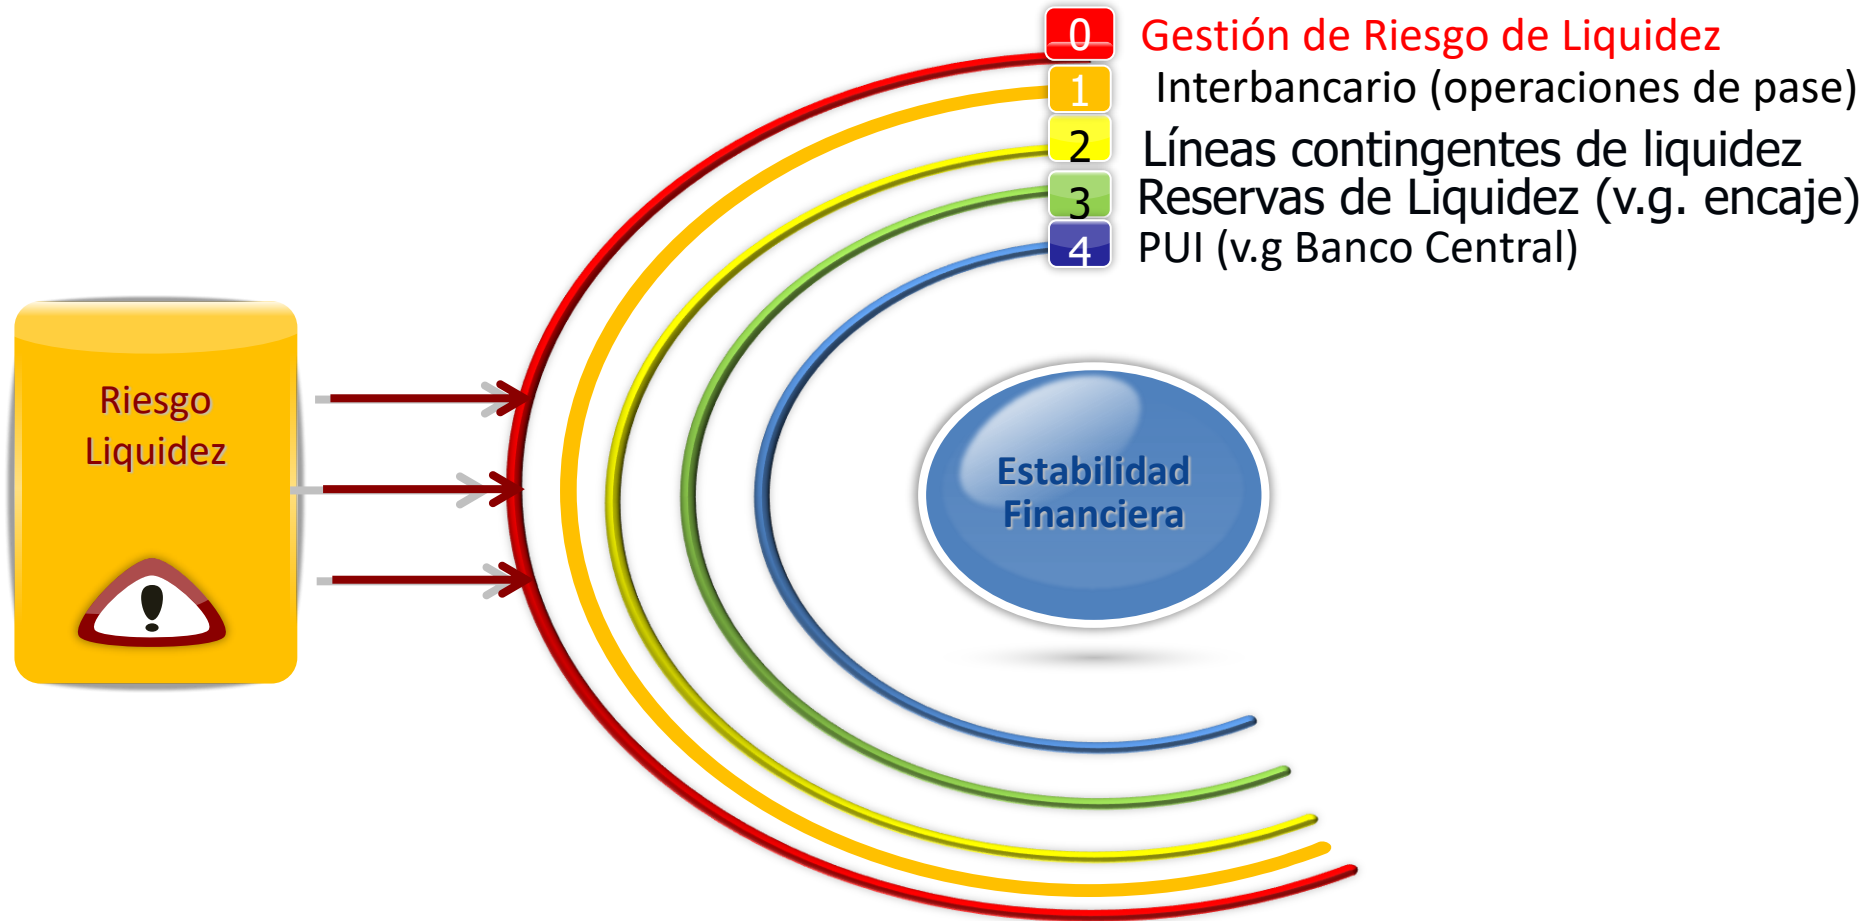 0 Gestión de Riesgo de Liquidez
1 Interbancario (operaciones de pase)
2 Líneas contingentes de liquidez
3 Reservas de Liquidez (v.g. encaje)
4 PUI (v.g Banco Central)
Riesgo
Liquidez
!
Estabilidad
Financiera